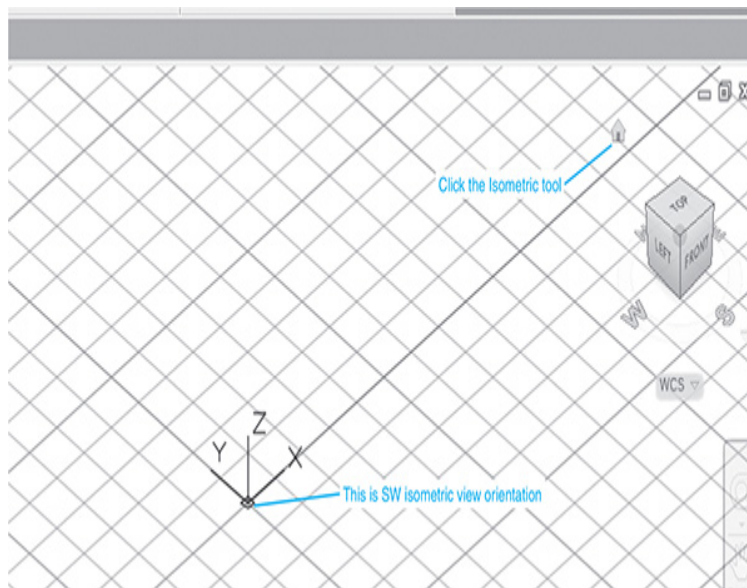 Click the Isometric tool
TOP
LEFT
FRONT
W
S
WCS
Z
Y
X
This is SW isometric view orientation